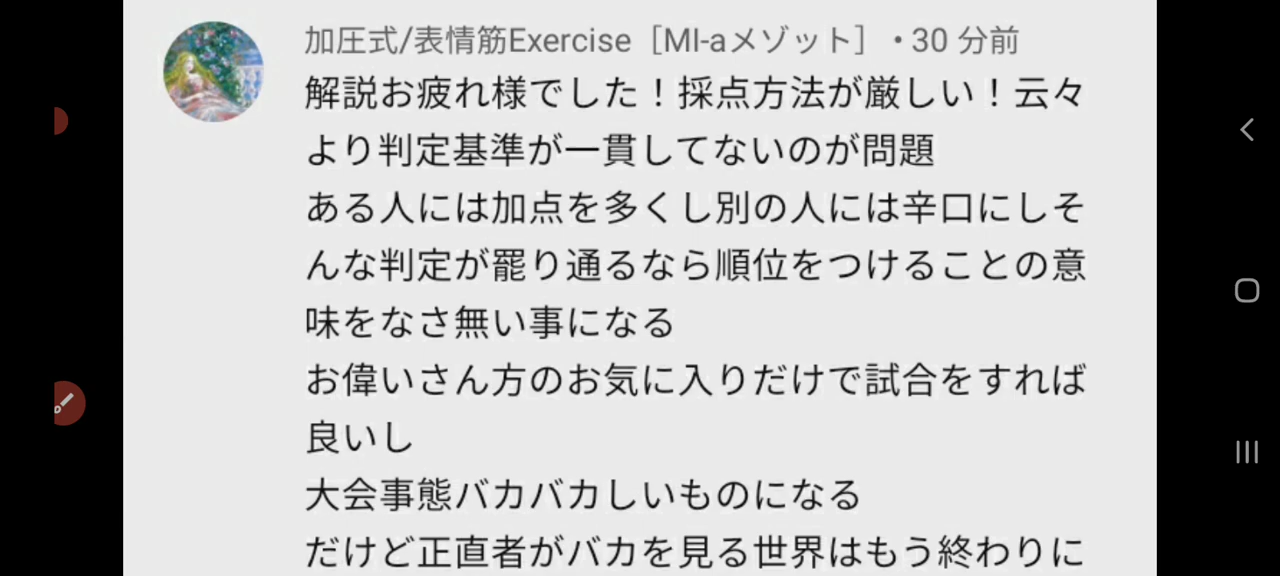 加圧式/表情筋Exercise［MI-aメゾット］ • 30 分前
解説お疲れ様でした！採点方法が厳しい！云々
より判定基準が一貫してないのが問題
ある人には加点を多くし別の人には辛口にしそ
んな判定が罷り通るなら順位をつけることの意
味をなさ無い事になる
お偉いさん方のお気に入りだけで試合をすれば
良いし
大会事態バカバカしいものになる
だけど正直者がバカを見る世界はもう終わりに